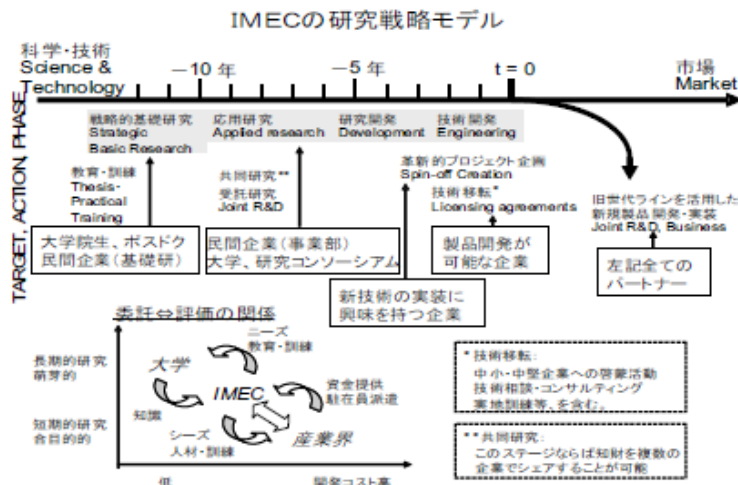 IMECの研究戦略モデル
科学・技術
Science &
Technology
－10 年
－5 年
t = 0
市場
Market
TARGET, ACTION, PHASE
戦略的基礎研究
Strategic
Basic Research
応用研究
Applied research
研究開発
Development
技術開発
Engineering
教育・訓練
Thesis-
Practical
Training
共同研究**
受託研究
Joint R&D
革新的プロジェクト企画
Spin-off Creation
技術移転*
Licensing agreements
旧世代ラインを活用した
新規製品開発・実装
Joint R&D, Business
大学院生、ポスドク
民間企業(基礎研)
民間企業(事業部)
大学、研究コンソーシアム
製品開発が
可能な企業
新技術の実装に
興味を持つ企業
左記全ての
パートナー
委託⇔評価の関係
長期的研究
萌芽的
短期的研究
合目的的
大学
IMEC
産業界
ニーズ
教育・訓練
資金提供
駐在員派遣
知識
シーズ
人材・訓練
低
開発コスト高
* 技術移転:
中小・中堅企業への啓蒙活動
技術相談・コンサルティング
実地訓練等、を含む。
**共同研究:
このステージならば知財を複数の
企業でシェアすることが可能